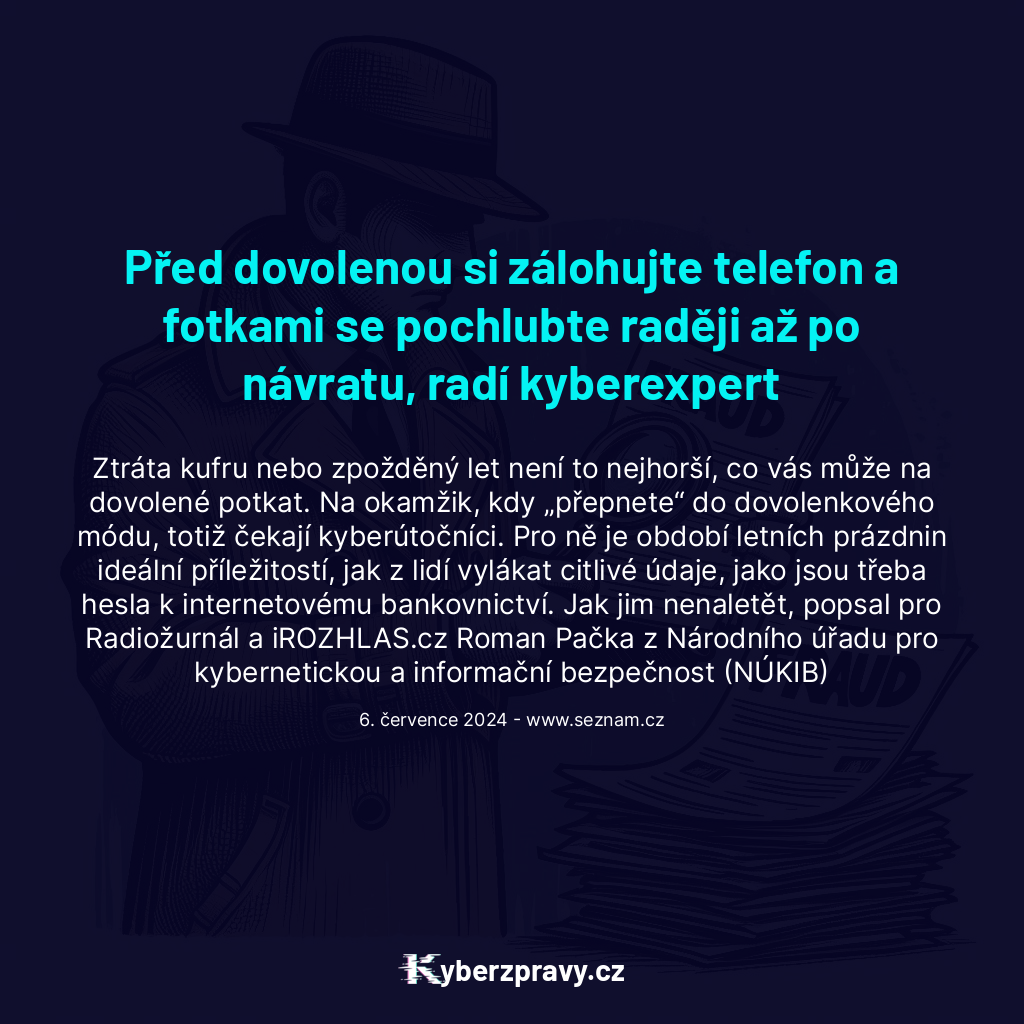 Před dovolenou si zálohujte telefon a
fotkami se pochlubte raději až po
návratu, radí kyberexpert
Ztráta kufru nebo zpožděný let není to nejhorší, co vás může na
dovolené potkat. Na okamžik, kdy „přepnete“ do dovolenkového
módu, totiž čekají kyberútočníci. Pro ně je období letních prázdnin
ideální příležitostí, jak z lidí vylákat citlivé údaje, jako jsou třeba
hesla k internetovému bankovnictví. Jak jim nenaletět, popsal pro
Radiožurnál a iROZHLAS.cz Roman Pačka z Národního úřadu pro
kybernetickou a informační bezpečnost (NÚKIB)
6. července 2024 - www.seznam.cz
FRAUD
Kyberzpravy.cz